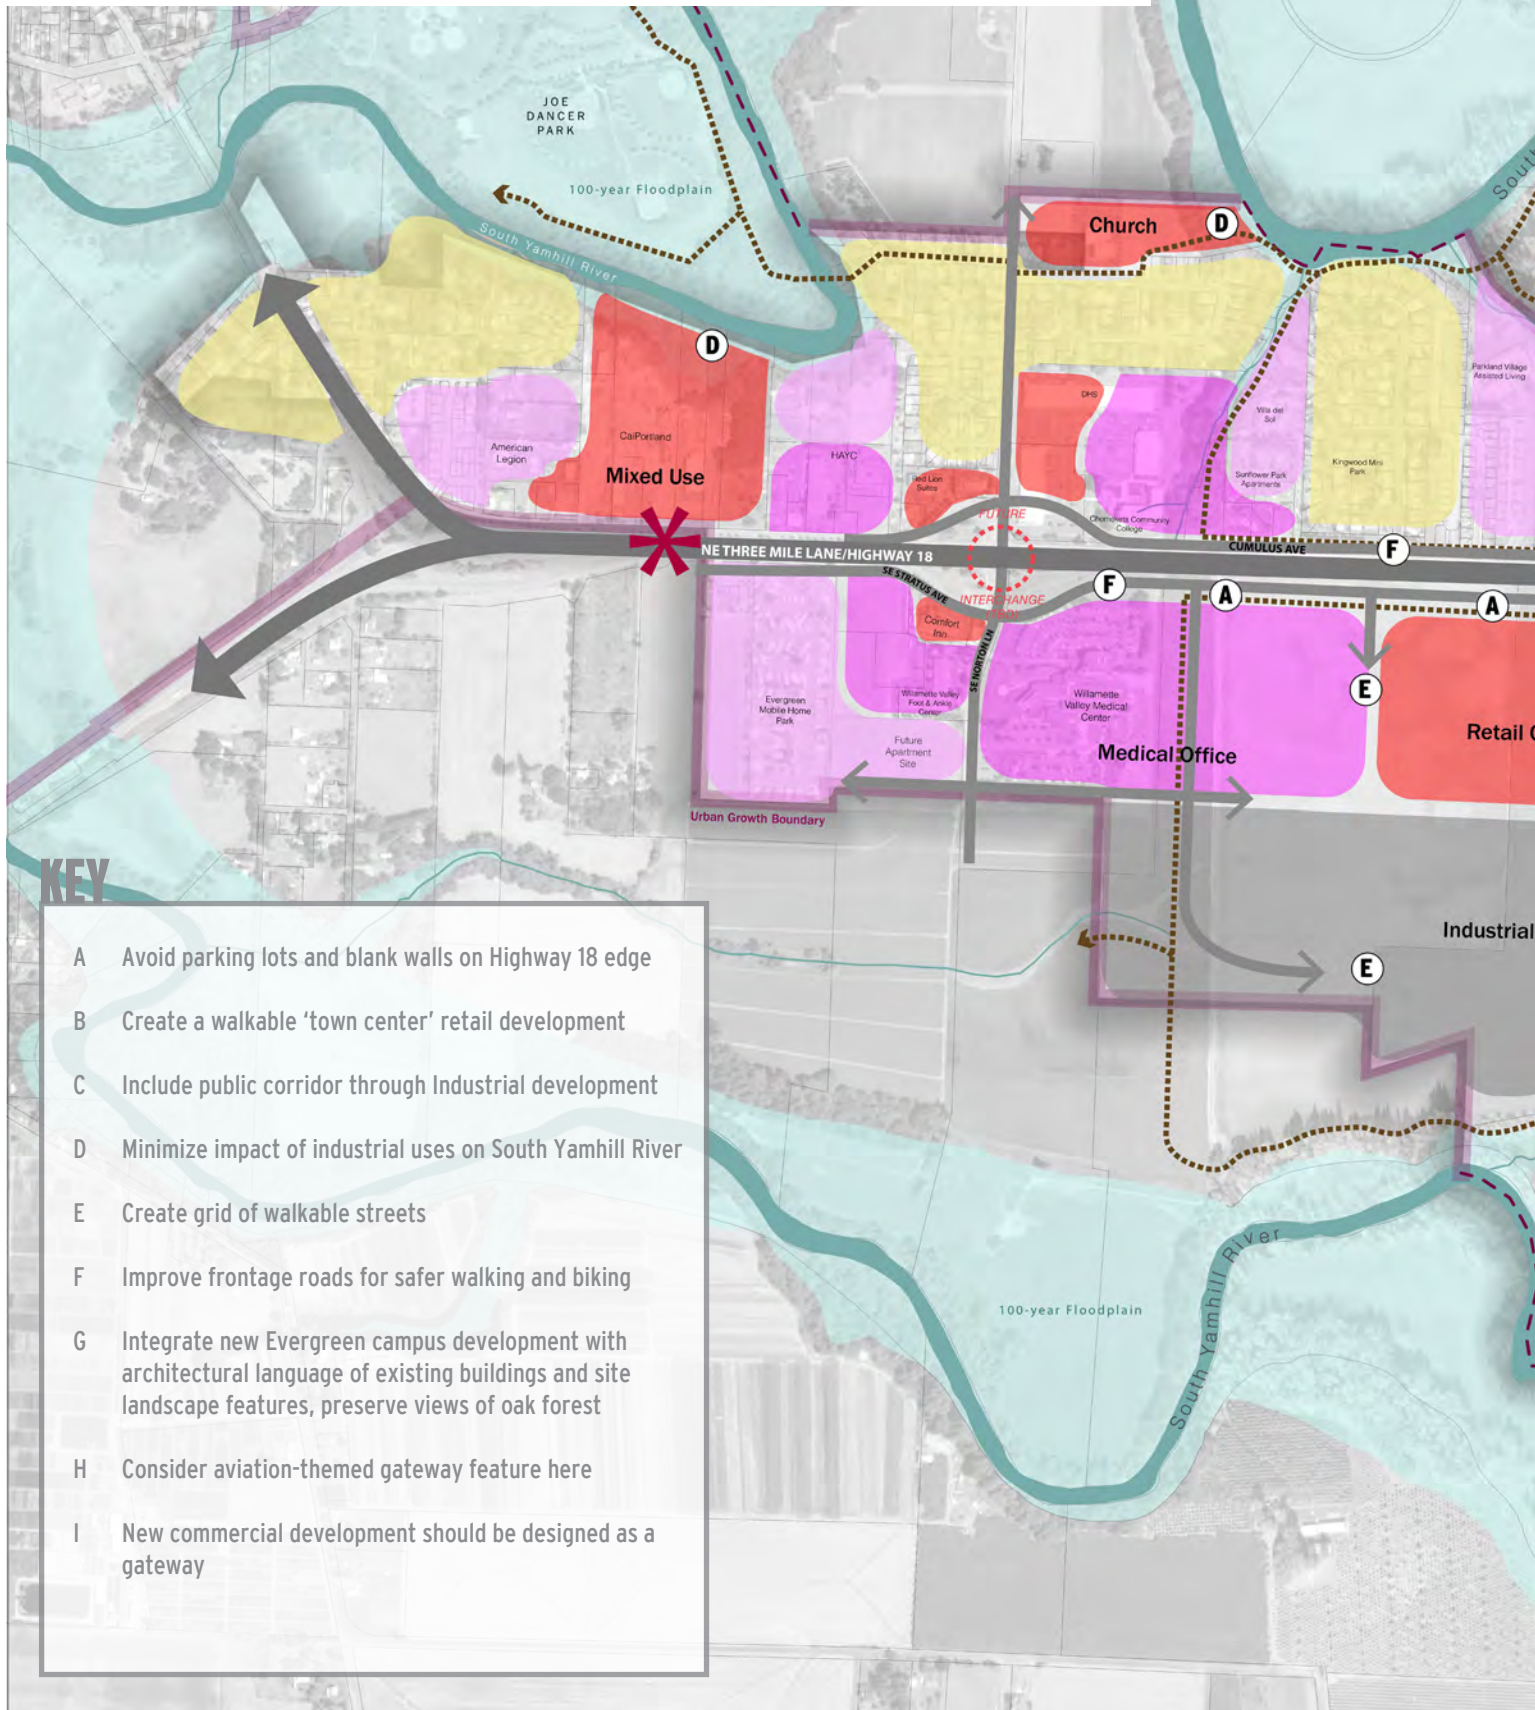 JOE
DANCER
PARK
100-year Floodplain
South Yamhill River
South
Church
D
D
CalPortland
Mixed Use
American
Legion
HAYC
Red Lion
Suites
DHS
Chemeketa Community
College
Villa del
Sol
Sunflower Park
Apartments
Kingwood Mini
Park
Parkland Village
Assisted Living
FUTURE
INTERCHANGE
(TBD)
NE THREE MILE LANE/HIGHWAY 18
CUMULUS AVE
F
SE STRATUS AVE
F
A
A
Comfort
Inn
SE NORTON LN
Evergreen
Mobile Home
Park
Willamette Valley
Foot & Ankle
Center
Future
Apartment
Site
Willamette
Valley Medical
Center
Medical Office
E
Retail
Urban Growth Boundary
Industrial
E
100-year Floodplain
South Yamhill River
KEY
A Avoid parking lots and blank walls on Highway 18 edge
B Create a walkable ‘town center’ retail development
C Include public corridor through Industrial development
D Minimize impact of industrial uses on South Yamhill River
E Create grid of walkable streets
F Improve frontage roads for safer walking and biking
G Integrate new Evergreen campus development with
architectural language of existing buildings and site
landscape features, preserve views of oak forest
H Consider aviation-themed gateway feature here
I New commercial development should be designed as a
gateway